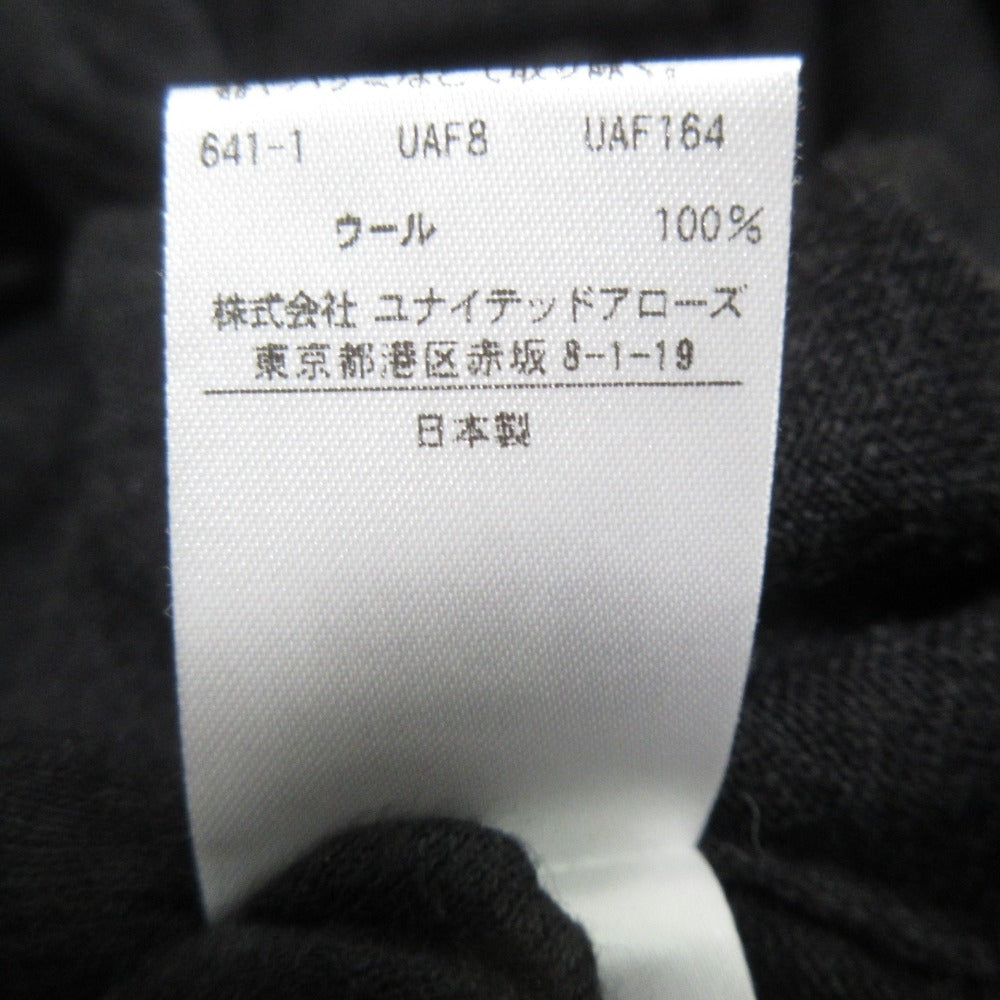 641-1 UAF8 UAF164
ウール 100%
株式会社 ユナイテッドアローズ
東京都港区赤坂 8-1-19
日本製